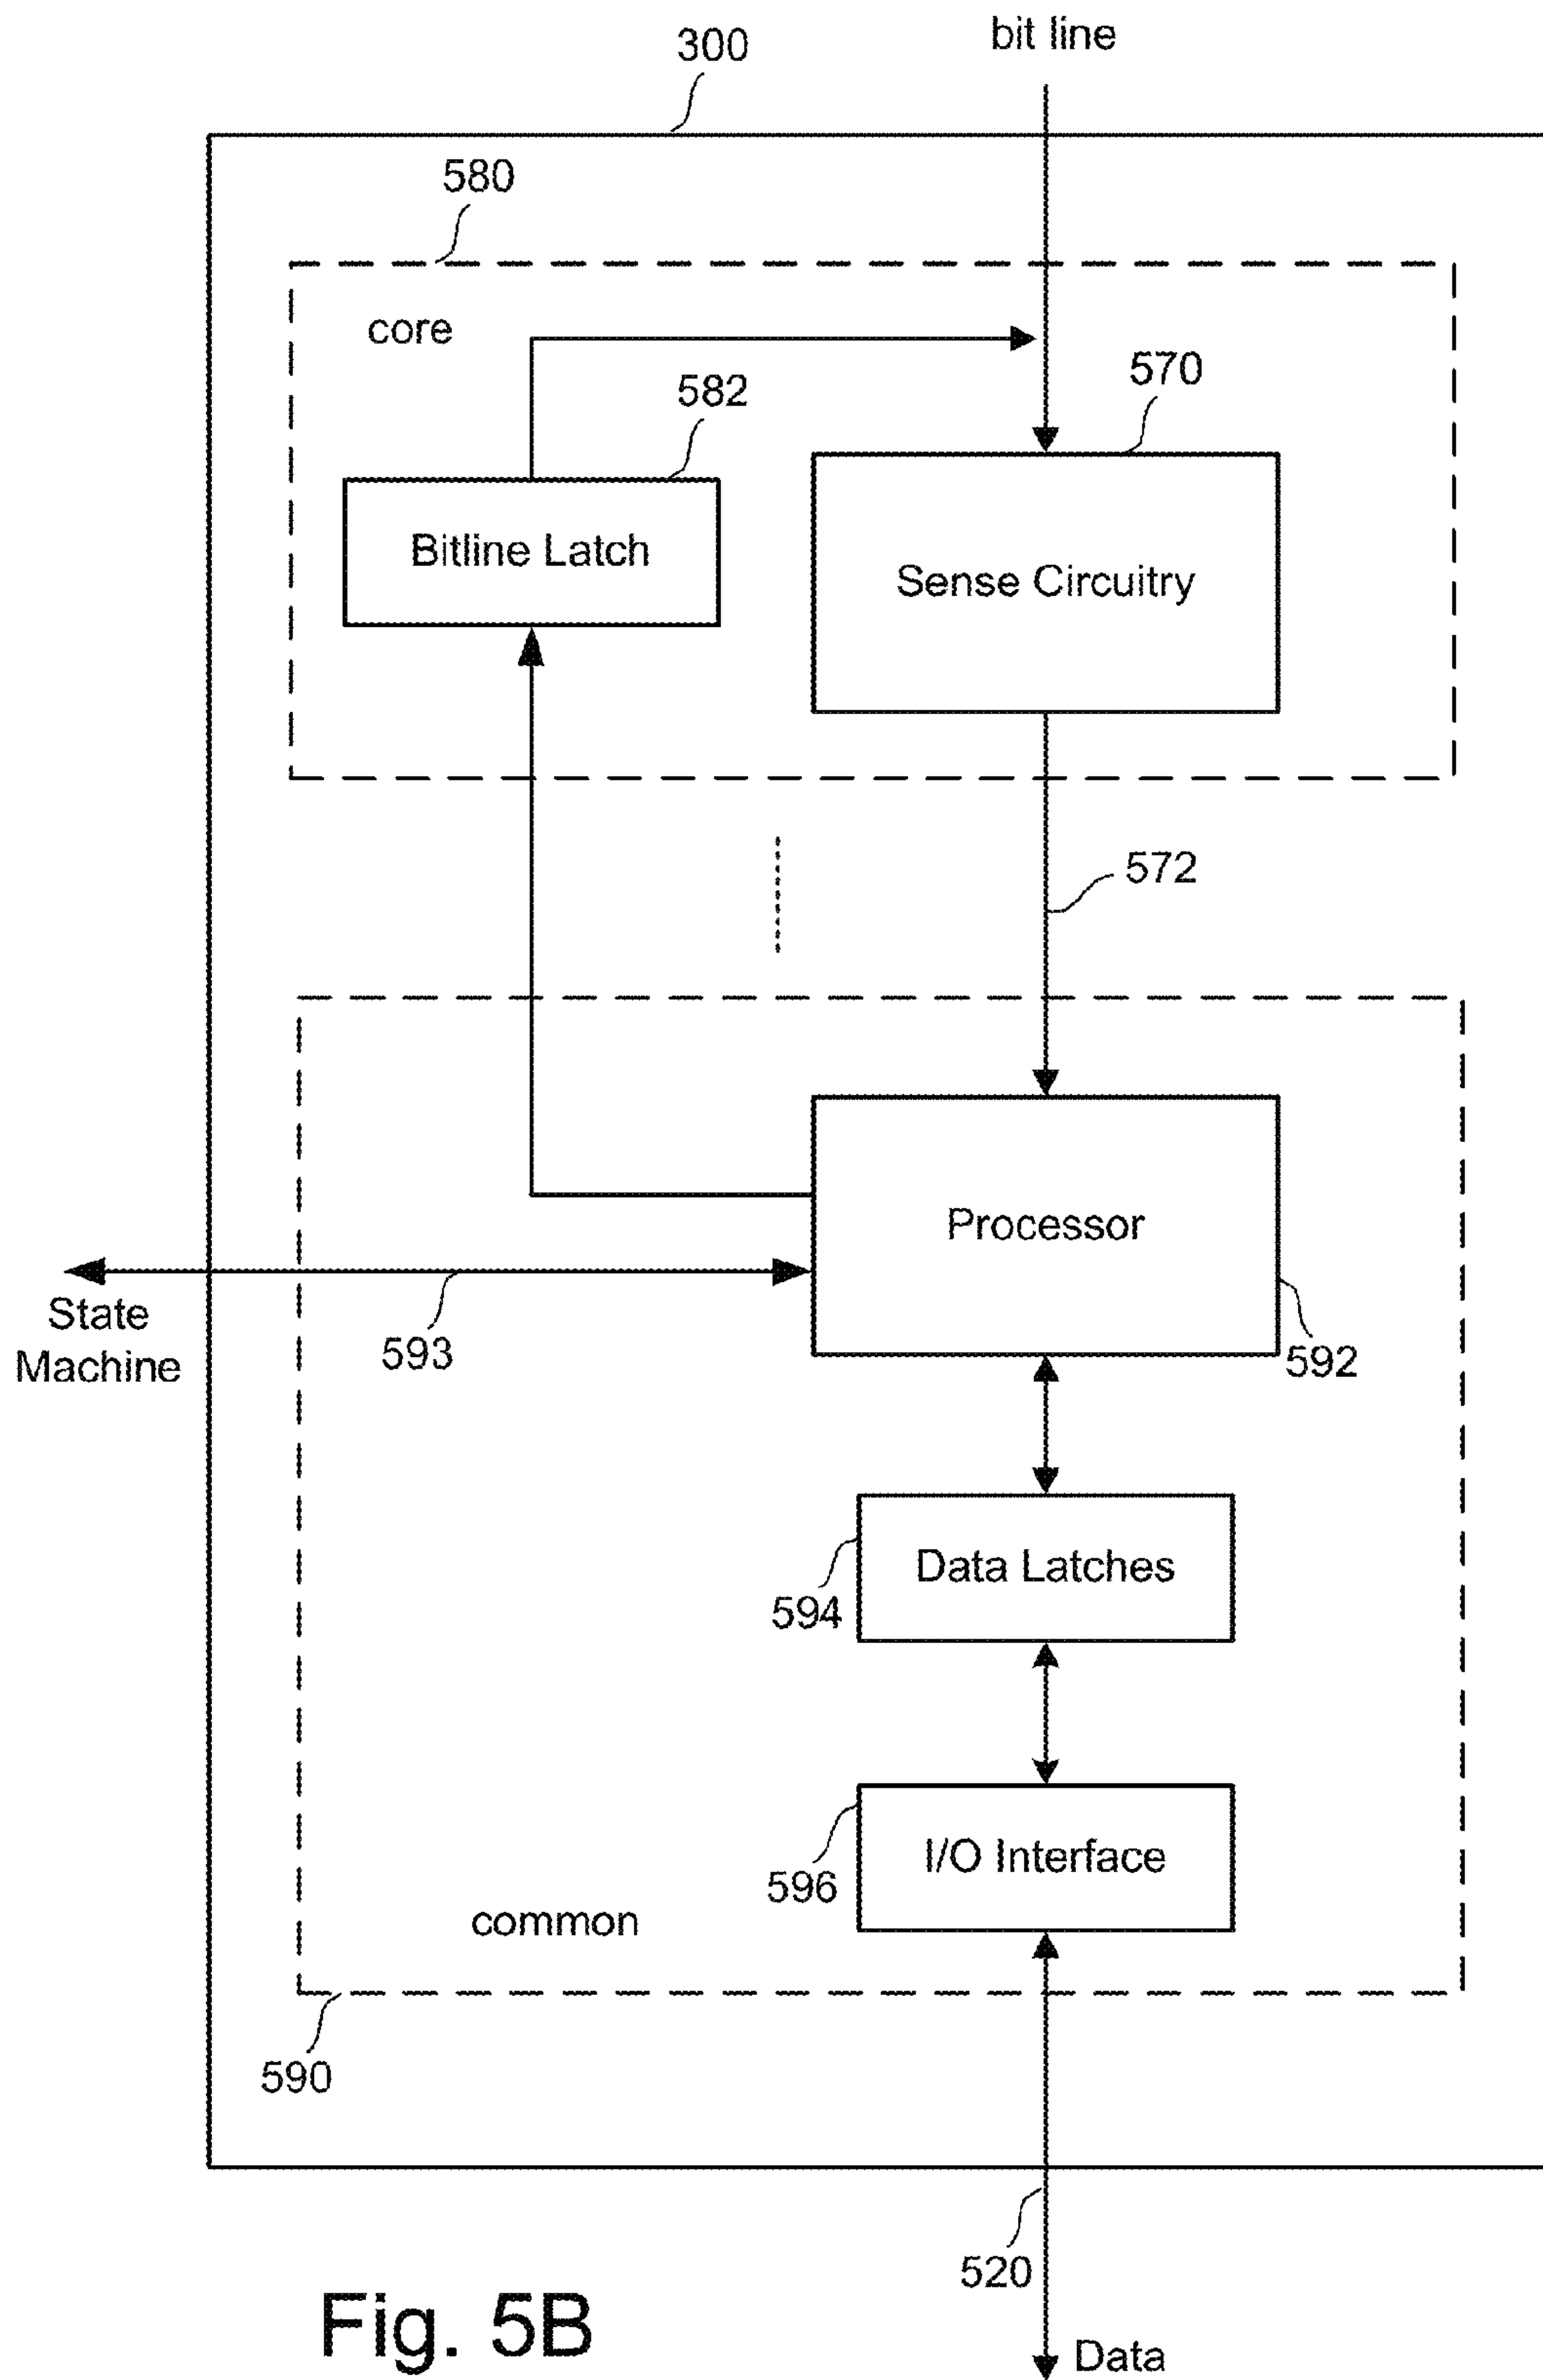 bit line
300
580
core
570
582
Bitline Latch
Sense Circuitry
572
Processor
State
Machine
593
592
Data Latches
594
I/O Interface
596
common
590
520
Fig. 5B
Data